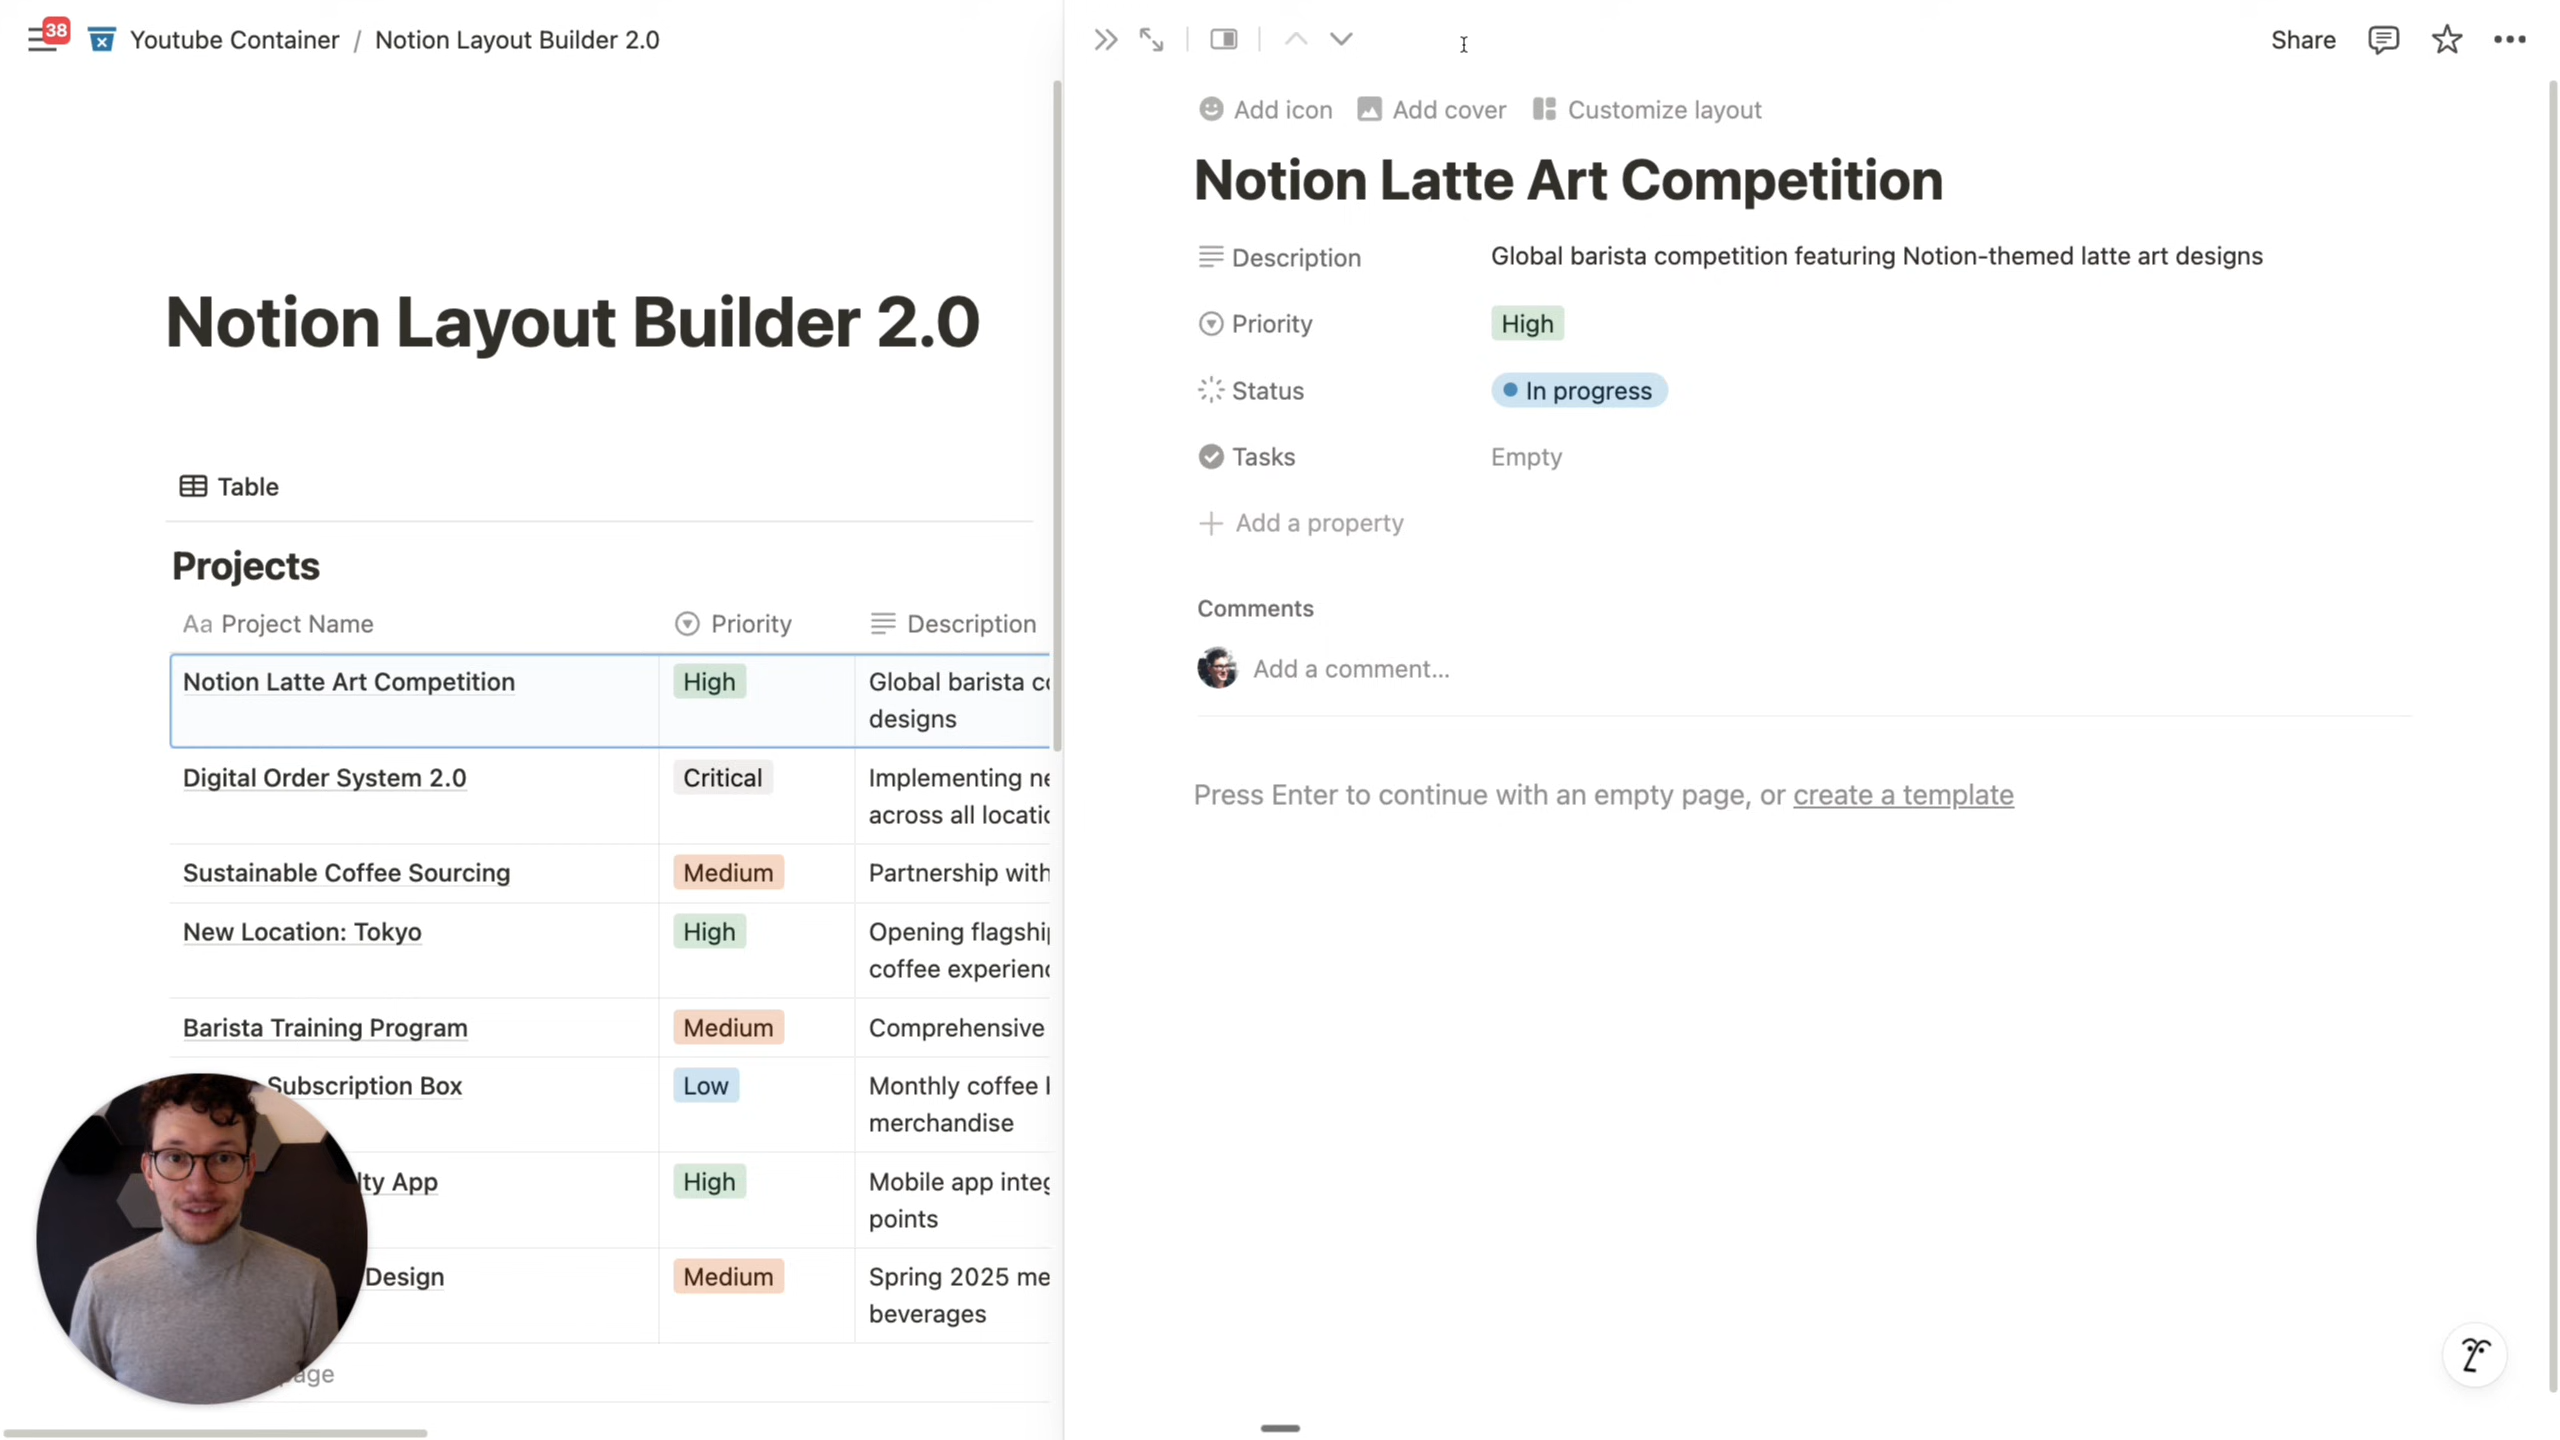 38
Youtube Container / Notion Layout Builder 2.0
Notion Layout Builder 2.0
Table
Projects
Aa Project Name Priority Description
Notion Latte Art Competition High Global barista co
designs
Digital Order System 2.0 Critical Implementing ne
across all locatio
Sustainable Coffee Sourcing Medium Partnership with
New Location: Tokyo High Opening flagship
coffee experienc
Barista Training Program Medium Comprehensive
Subscription Box Low Monthly coffee
merchandise
lty App High Mobile app integ
points
Design Medium Spring 2025 me
beverages
page
Share
Add icon Add cover Customize layout
Notion Latte Art Competition
Description Global barista competition featuring Notion-themed latte art designs
Priority High
Status In progress
Tasks Empty
Add a property
Comments
Add a comment...
Press Enter to continue with an empty page, or create a template